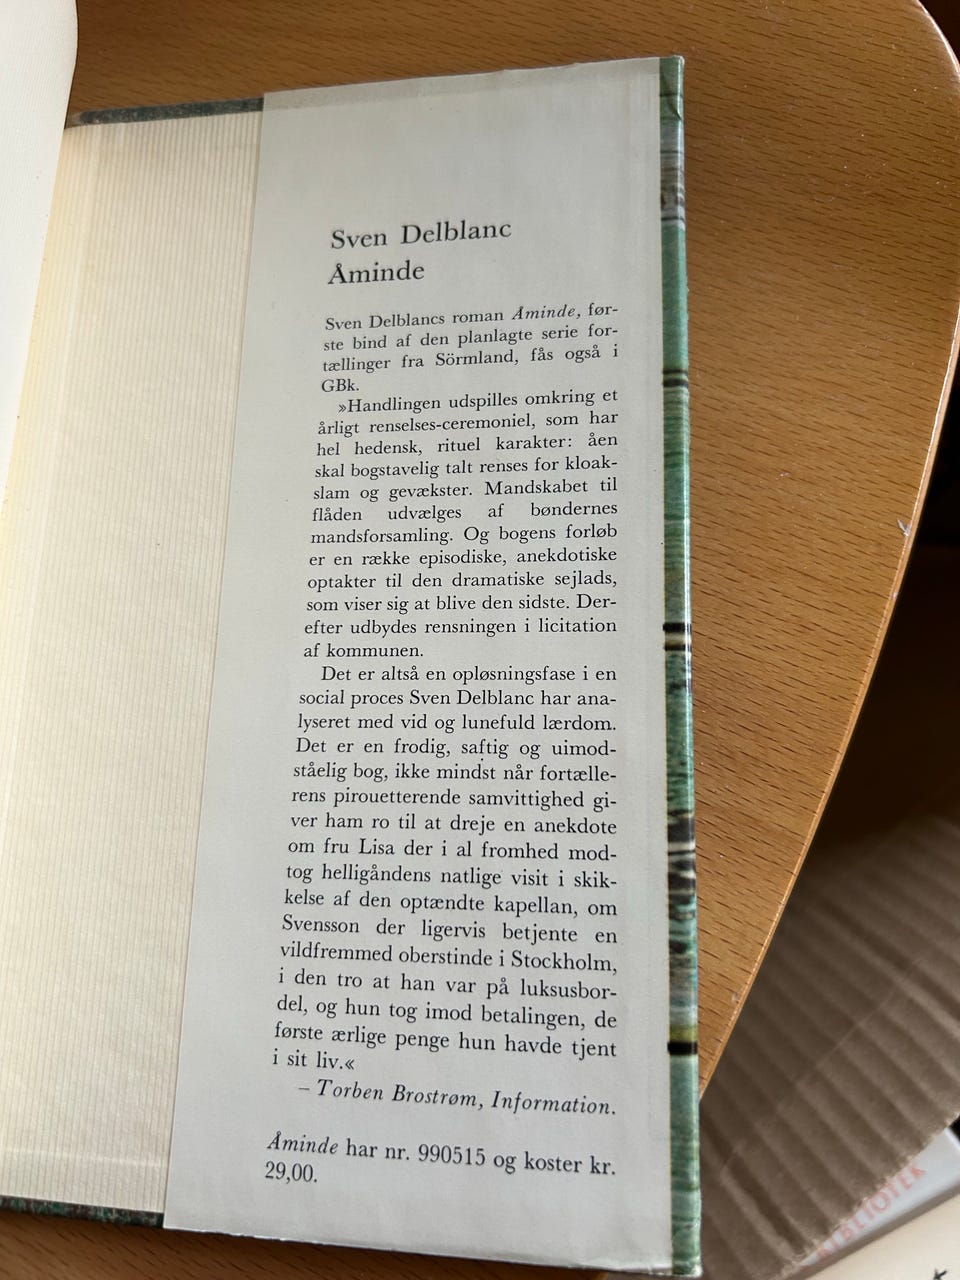 Sven Delblanc
Åminde
Sven Delblancs roman Åminde, før-
ste bind af den planlagte serie for-
tællinger fra Sörmland, fås også i
GBk.
»Handlingen udspilles omkring et
årligt renselses-ceremoniel, som har
hel hedensk, rituel karakter: åen
skal bogstavelig talt renses for kloak-
slam og gevækster. Mandskabet til
flåden udvælges af bøndernes
mandsforsamling. Og bogens forløb
er en række episodiske, anekdotiske
optakter til den dramatiske sejlads,
som viser sig at blive den sidste. Der-
efter udbydes rensningen i licitation
af kommunen.
Det er altså en opløsningsfase i en
social proces Sven Delblanc har ana-
lyseret med vid og lunefuld lærdom.
Det er en frodig, saftig og uimod-
ståelig bog, ikke mindst når fortælle-
rens pirouetterende samvittighed gi-
ver ham ro til at dreje en anekdote
om fru Lisa der i al fromhed mod-
tog helligåndens natlige visit i skik-
kelse af den optændte kapellan, om
Svensson der ligervis betjente en
vildfremmed oberstinde i Stockholm,
i den tro at han var på luksusbor-
del, og hun tog imod betalingen, de
første ærlige penge hun havde tjent
i sit liv.«
– Torben Brostrøm, Information.
Åminde har nr. 990515 og koster kr.
29,00.